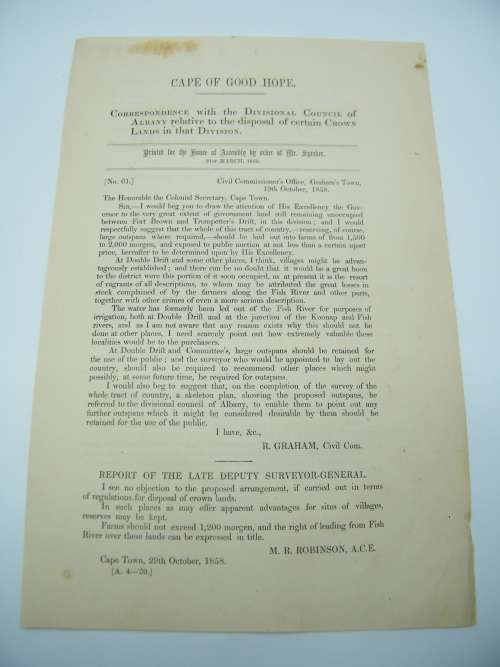 CAPE OF GOOD HOPE.
CORRESPONDENCE with the DIVISIONAL COUNCIL of
ALBANY relative to the disposal of certain CROWN
LANDS in that DIVISION.
Printed for the House of Assembly by order of Mr. Speaker.
MARCH,
[No. 61.] Civil Commissioner's Office, Graham's Town,
19th October, 1858.
The Honorable the Colonial Secretary, Cape Town.
SIR,—I would beg you to draw the attention of His Excellency the Gov-
ernor to the very great extent of government land still remaining unoccupied
between Fort Brown and Trompetter's Drift, in this division; and I would
respectfully suggest that the whole of this tract of country,—reserving, of course,
large outspans where required,—should be laid out into farms of from 1,500
to 2,000 morgen, and exposed to public auction at not less than a certain upset
price, hereafter to be determined upon by His Excellency.
At Double Drift and some other places, I think, villages might be advan-
tageously established; and there can be no doubt that it would be a great boon
to the district were this portion of it soon occupied, as at present it is the resort
of vagrants of all descriptions, to whom may be attributed the great losses in
stock complained of by the farmers along the Fish River and other parts,
together with other crimes of even a more serious description.
The water has formerly been led out of the Fish River for purposes of
irrigation, both at Double Drift and at the junction of the Koonap and Fish
rivers, and as I am not aware that any reason exists why this should not be
done at other places, I need scarcely point out how extremely valuable these
localities would be to the purchasers.
At Double Drift and Committee's, large outspans should be retained for
the use of the public; and the surveyor who would be appointed to lay out the
country, should also be required to recommend other places which might
possibly, at some future time, be required for outspans.
I would also beg to suggest that, on the completion of the survey of the
whole tract of country, a skeleton plan, showing the proposed outspans, be
referred to the divisional council of Albany, to enable them to point out any
further outspans which it might be considered desirable by them should be
retained for the use of the public.
I have, &c.,
R. GRAHAM, Civil Com.
REPORT OF THE LATE DEPUTY SURVEYOR-GENERAL.
I see no objection to the proposed arrangement, if carried out in terms
of regulations for disposal of crown lands.
In such places as may offer apparent advantages for sites of villages,
reserves may be kept.
Farms should not exceed 1,200 morgen, and the right of leading from Fish
River over these lands can be expressed in title.
M. R. ROBINSON, A.C.E.
Cape Town, 29th October, 1858.
[A. 4—'59.]